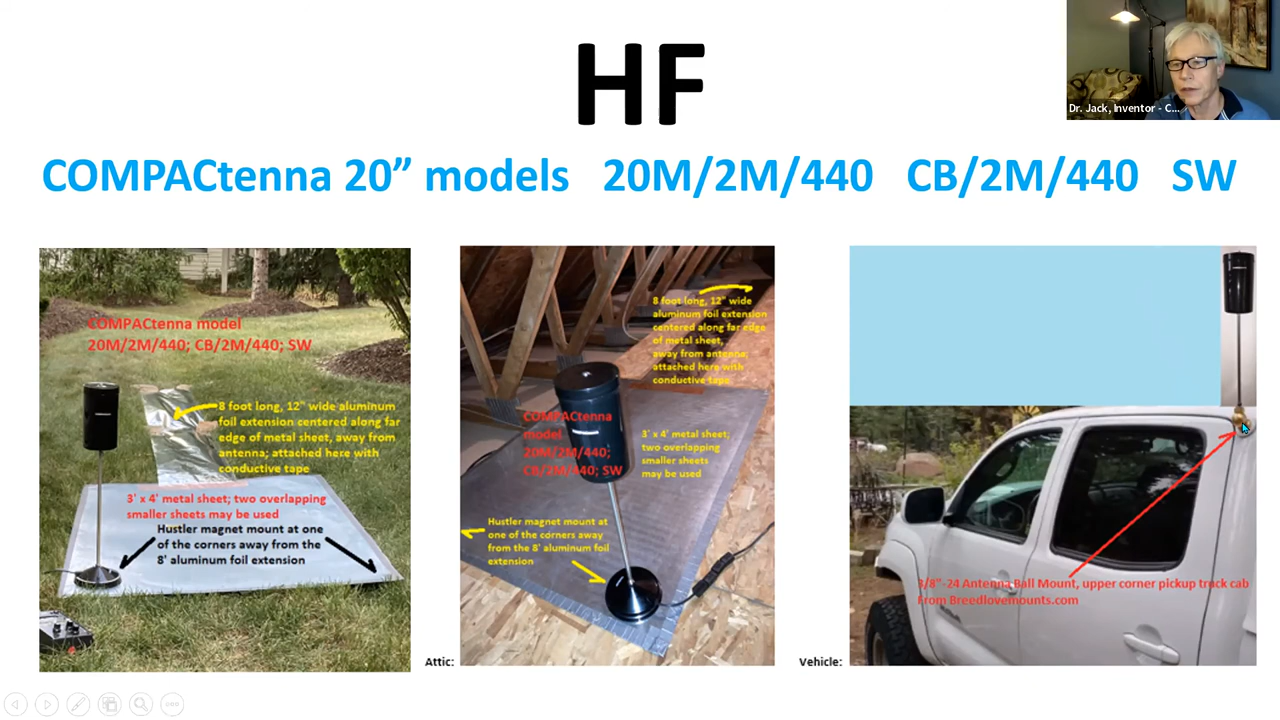 HF
Dr. Jack, Inventor - C...
COMPACtenna 20” models 20M/2M/440 CB/2M/440 SW
COMPACtenna model
20M/2M/440; CB/2M/440; SW
8 foot long, 12" wide aluminum
foil extension centered along far
edge of metal sheet, away from
antenna; attached here with
conductive tape
3' x 4' metal sheet; two overlapping
smaller sheets may be used
Hustler magnet mount at one
of the corners away from the
8' aluminum foil extension
Attic:
8 foot long, 12" wide
aluminum foil extension
centered along far edge
of metal sheet,
away from antenna;
attached here with
conductive tape
COMPACtenna
model
20M/2M/440;
CB/2M/440; SW
3' x 4' metal sheet;
two overlapping
smaller sheets
may be used
Hustler magnet mount at
one of the corners away
from the 8' aluminum foil
extension
Vehicle:
3/8"-24 Antenna Ball Mount, upper corner pickup truck cab
From Breedlovemounts.com